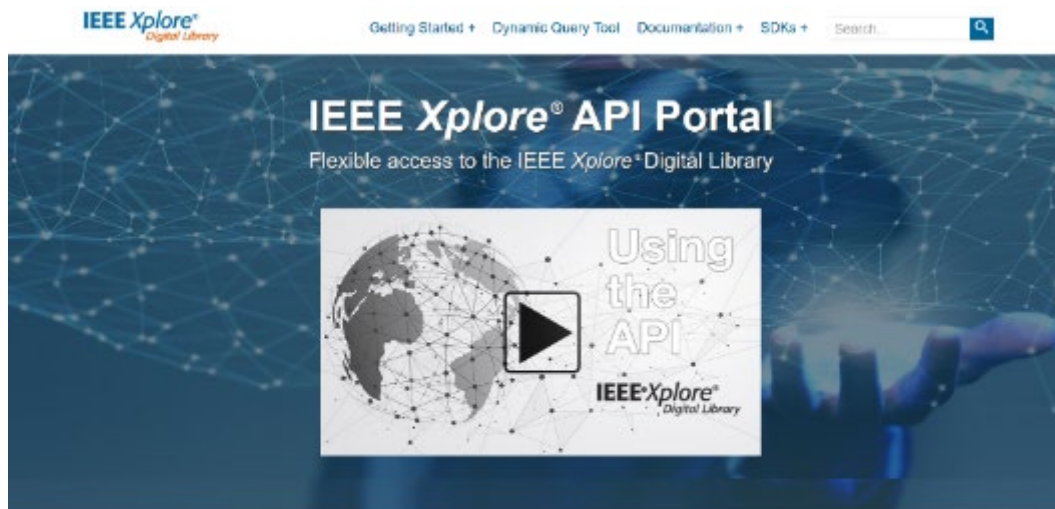 IEEE Xplore®
Digital Library
Getting Started + Dynamic Query Tool Documentation + SDKs + Search...
IEEE Xplore® API Portal
Flexible access to the IEEE Xplore® Digital Library
Using
the
API
IEEE Xplore®
Digital Library